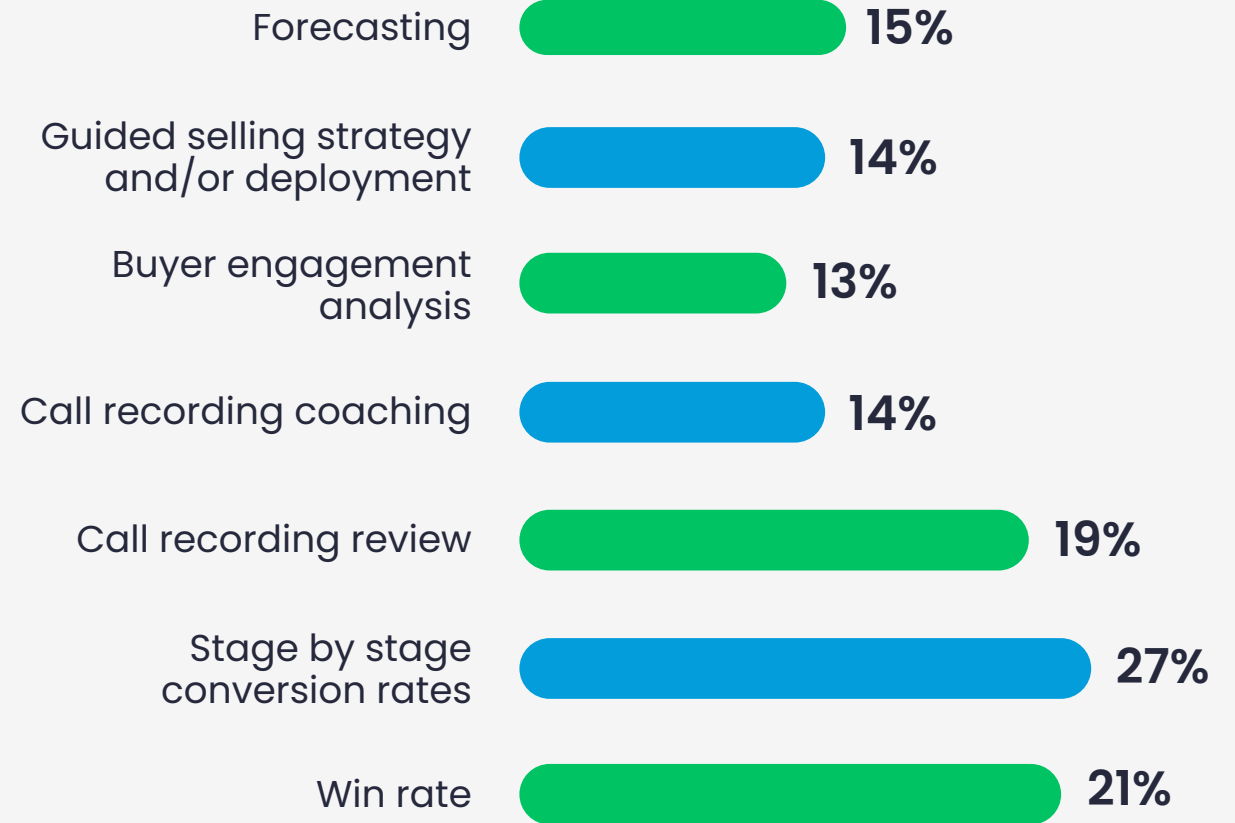 Forecasting 15%
Guided selling strategy
and/or deployment 14%
Buyer engagement
analysis 13%
Call recording coaching 14%
Call recording review 19%
Stage by stage
conversion rates 27%
Win rate 21%